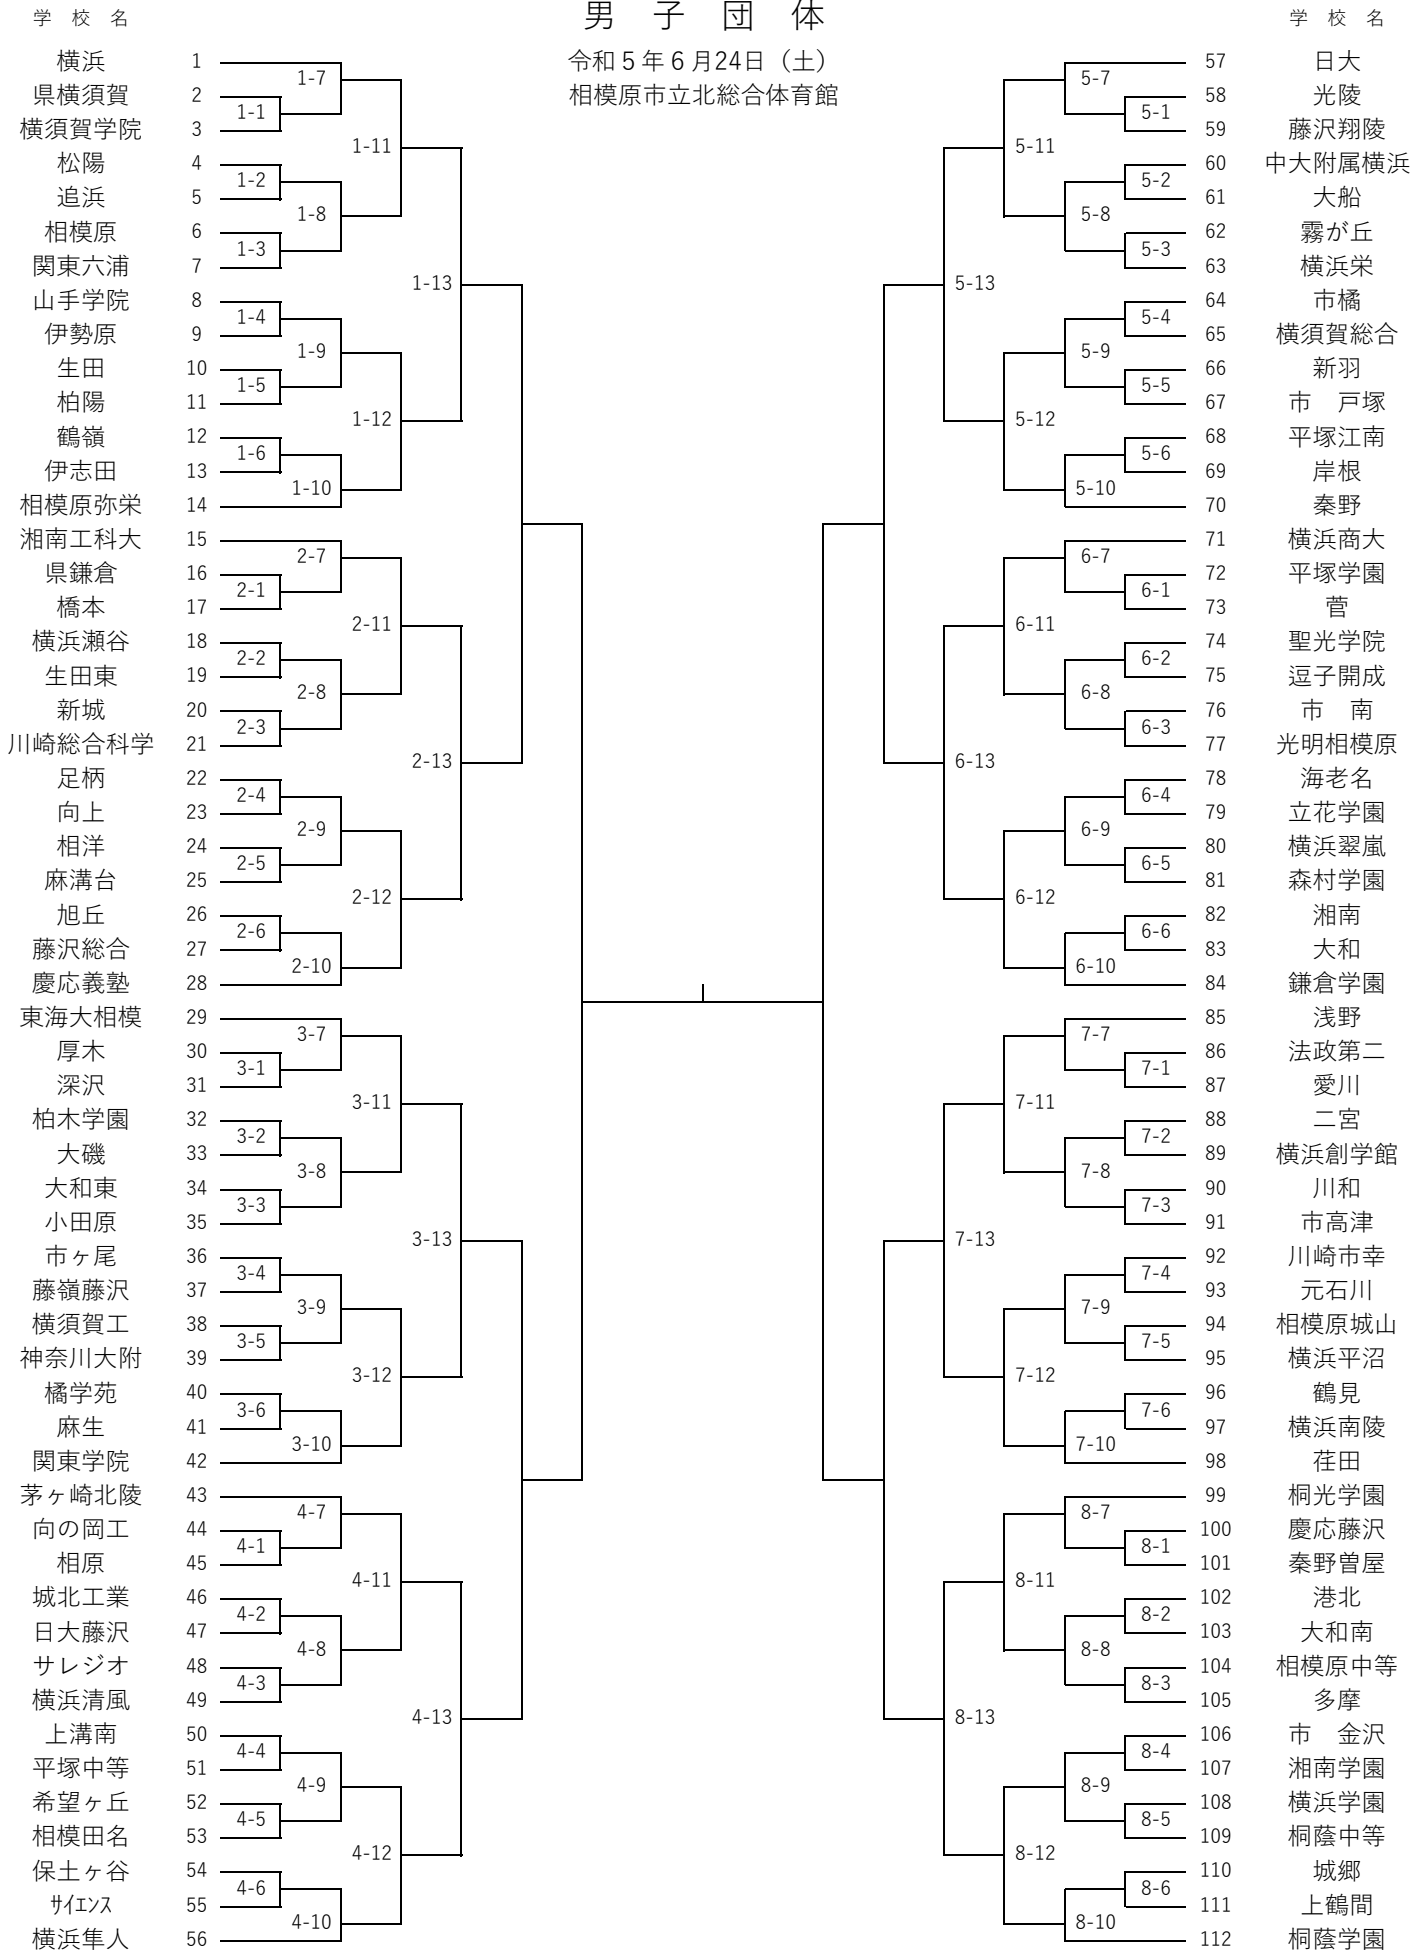 男　子　団　体
令和５年６月24日（土）
相模原市立北総合体育館
学　校　名
横浜 1
県横須賀 2
横須賀学院 3
松陽 4
追浜 5
相模原 6
関東六浦 7
山手学院 8
伊勢原 9
生田 10
柏陽 11
鶴嶺 12
伊志田 13
相模原弥栄 14
湘南工科大 15
県鎌倉 16
橋本 17
横浜瀬谷 18
生田東 19
新城 20
川崎総合科学 21
足柄 22
向上 23
相洋 24
麻溝台 25
旭丘 26
藤沢総合 27
慶応義塾 28
東海大相模 29
厚木 30
深沢 31
柏木学園 32
大磯 33
大和東 34
小田原 35
市ヶ尾 36
藤嶺藤沢 37
横須賀工 38
神奈川大附 39
橘学苑 40
麻生 41
関東学院 42
茅ヶ崎北陵 43
向の岡工 44
相原 45
城北工業 46
日大藤沢 47
サレジオ 48
横浜清風 49
上溝南 50
平塚中等 51
希望ヶ丘 52
相模田名 53
保土ヶ谷 54
ｻｲｴﾝｽ 55
横浜隼人 56
1-1
1-2
1-3
1-4
1-5
1-6
1-7
1-8
1-9
1-10
1-11
1-12
1-13
2-1
2-2
2-3
2-4
2-5
2-6
2-7
2-8
2-9
2-10
2-11
2-12
2-13
3-1
3-2
3-3
3-4
3-5
3-6
3-7
3-8
3-9
3-10
3-11
3-12
3-13
4-1
4-2
4-3
4-4
4-5
4-6
4-7
4-8
4-9
4-10
4-11
4-12
4-13
学　校　名
57 日大
58 光陵
59 藤沢翔陵
60 中大附属横浜
61 大船
62 霧が丘
63 横浜栄
64 市橘
65 横須賀総合
66 新羽
67 市　戸塚
68 平塚江南
69 岸根
70 秦野
71 横浜商大
72 平塚学園
73 菅
74 聖光学院
75 逗子開成
76 市　南
77 光明相模原
78 海老名
79 立花学園
80 横浜翠嵐
81 森村学園
82 湘南
83 大和
84 鎌倉学園
85 浅野
86 法政第二
87 愛川
88 二宮
89 横浜創学館
90 川和
91 市高津
92 川崎市幸
93 元石川
94 相模原城山
95 横浜平沼
96 鶴見
97 横浜南陵
98 荏田
99 桐光学園
100 慶応藤沢
101 秦野曽屋
102 港北
103 大和南
104 相模原中等
105 多摩
106 市　金沢
107 湘南学園
108 横浜学園
109 桐蔭中等
110 城郷
111 上鶴間
112 桐蔭学園
5-1
5-2
5-3
5-4
5-5
5-6
5-7
5-8
5-9
5-10
5-11
5-12
5-13
6-1
6-2
6-3
6-4
6-5
6-6
6-7
6-8
6-9
6-10
6-11
6-12
6-13
7-1
7-2
7-3
7-4
7-5
7-6
7-7
7-8
7-9
7-10
7-11
7-12
7-13
8-1
8-2
8-3
8-4
8-5
8-6
8-7
8-8
8-9
8-10
8-11
8-12
8-13